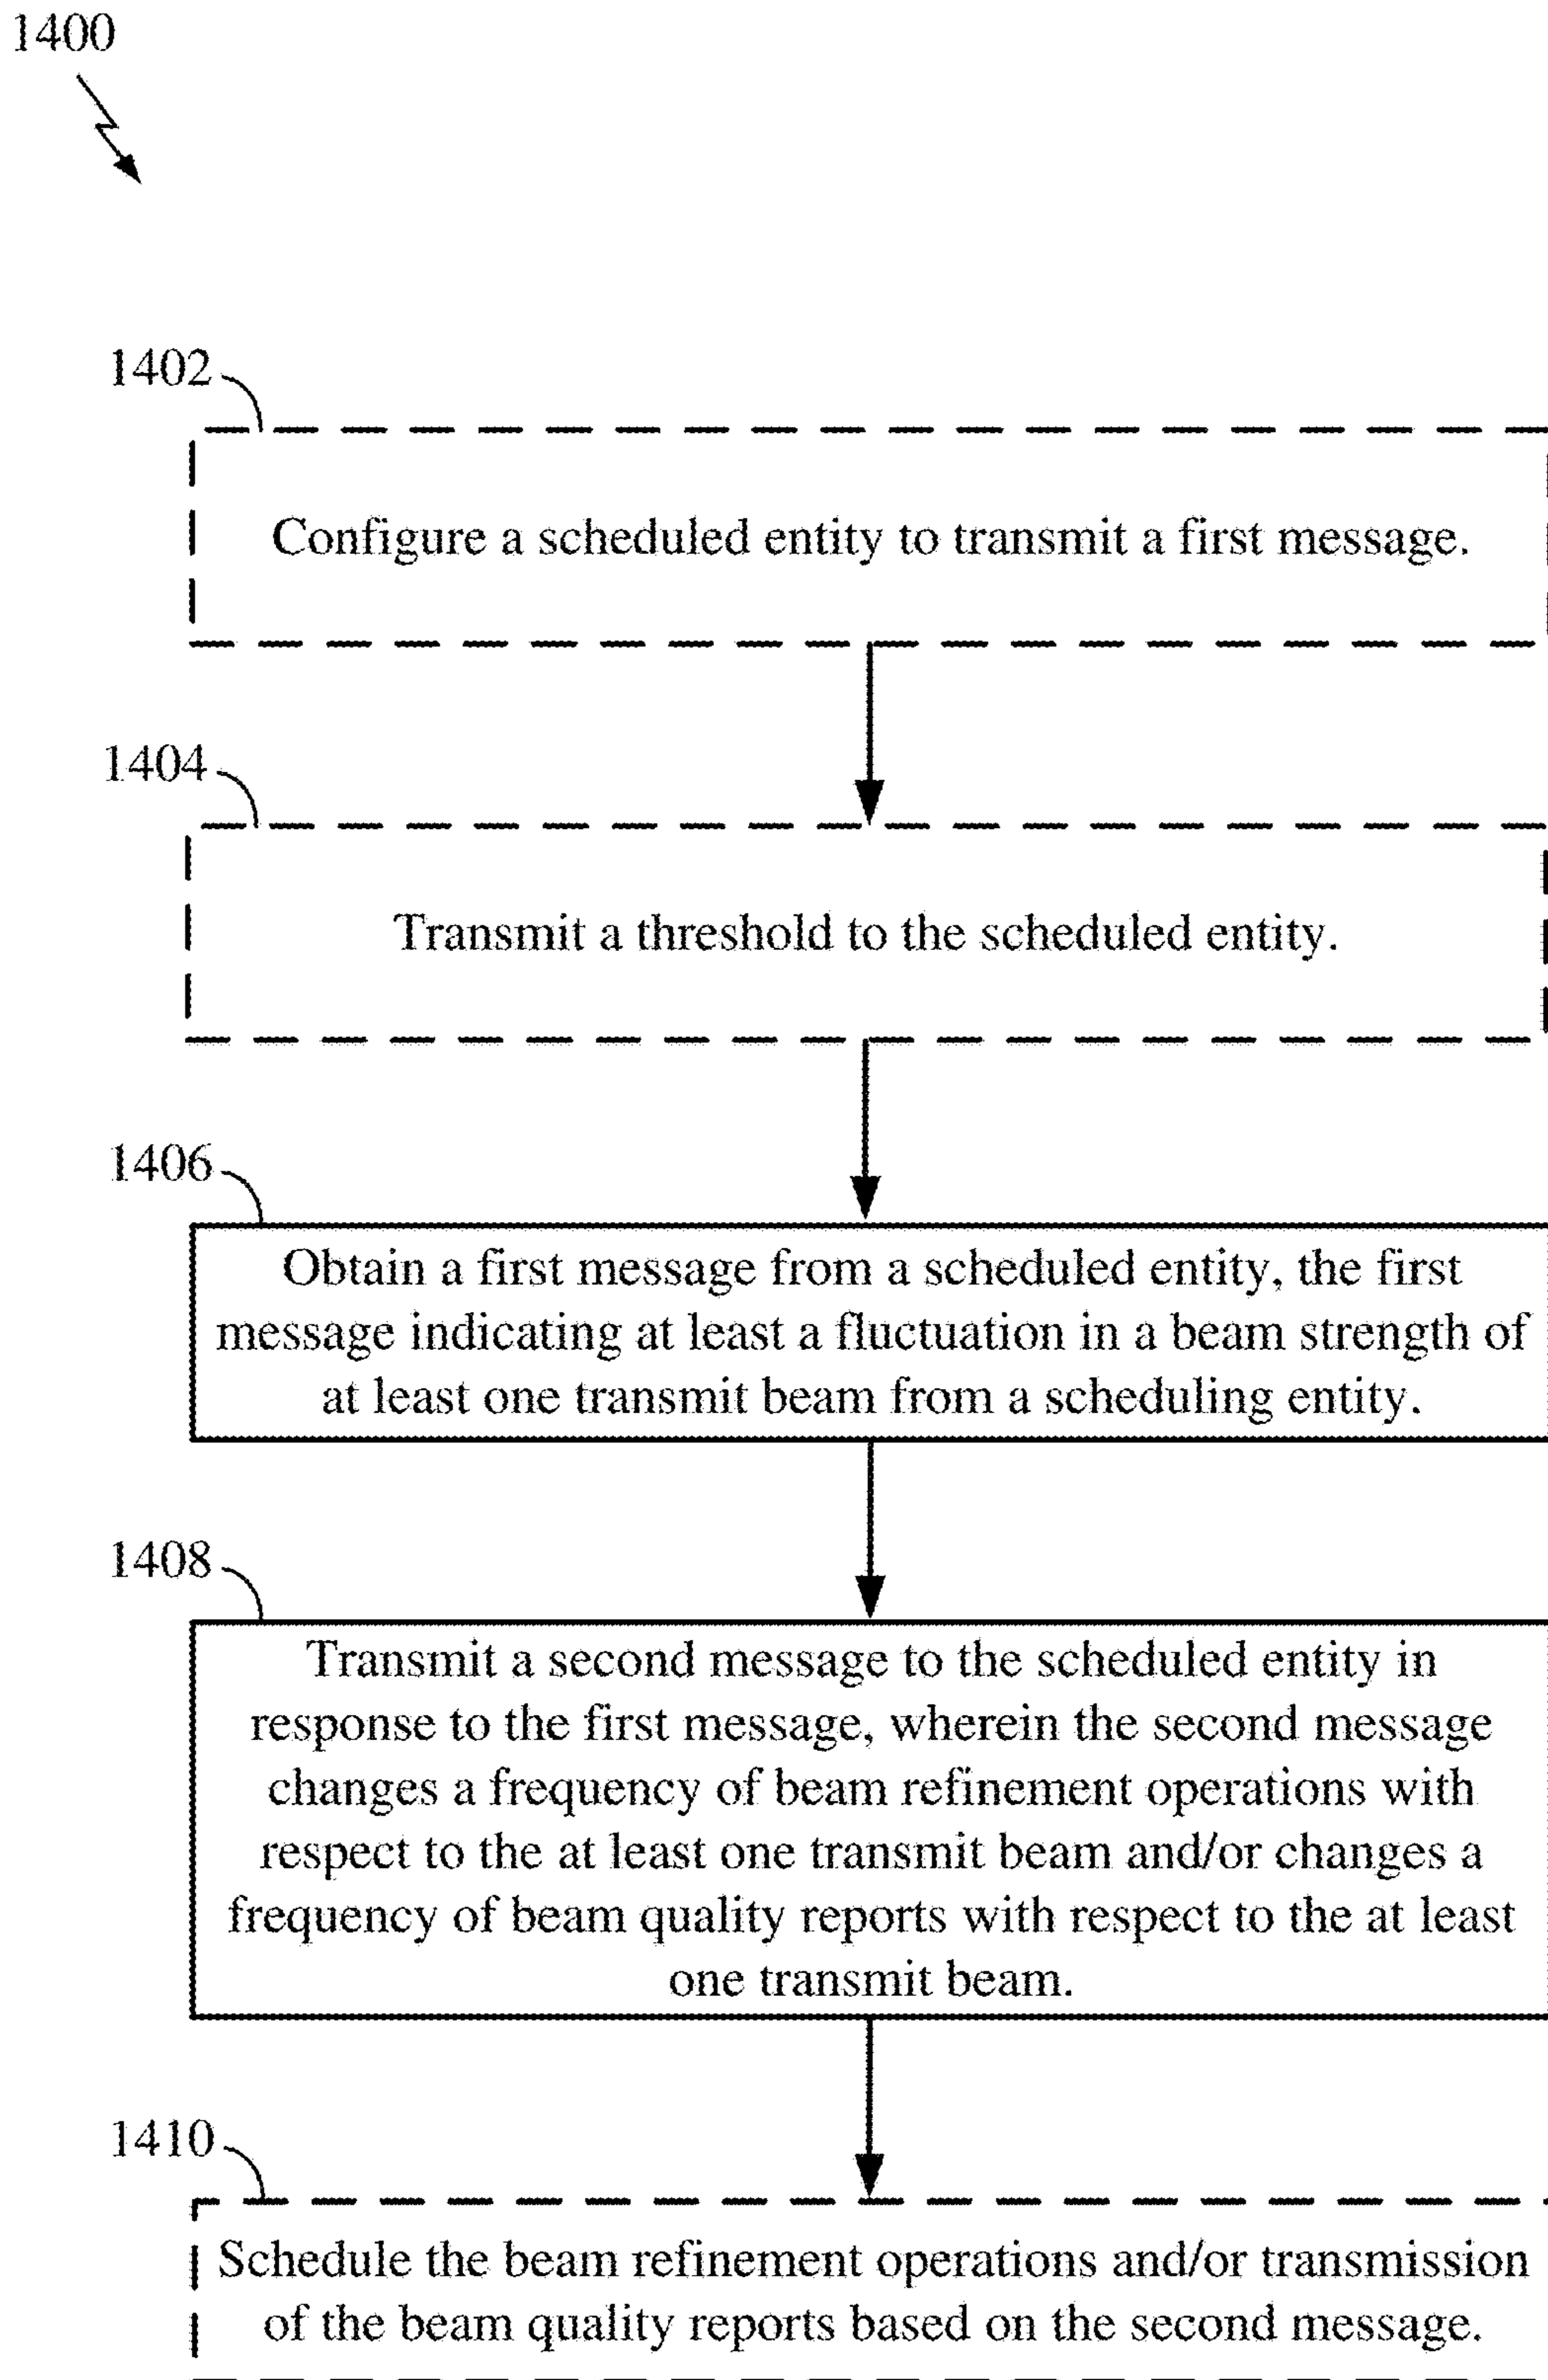 1400
1402
Configure a scheduled entity to transmit a first message.
1404
Transmit a threshold to the scheduled entity.
1406
Obtain a first message from a scheduled entity, the first
message indicating at least a fluctuation in a beam strength of
at least one transmit beam from a scheduling entity.
1408
Transmit a second message to the scheduled entity in
response to the first message, wherein the second message
changes a frequency of beam refinement operations with
respect to the at least one transmit beam and/or changes a
frequency of beam quality reports with respect to the at least
one transmit beam.
1410
Schedule the beam refinement operations and/or transmission
of the beam quality reports based on the second message.